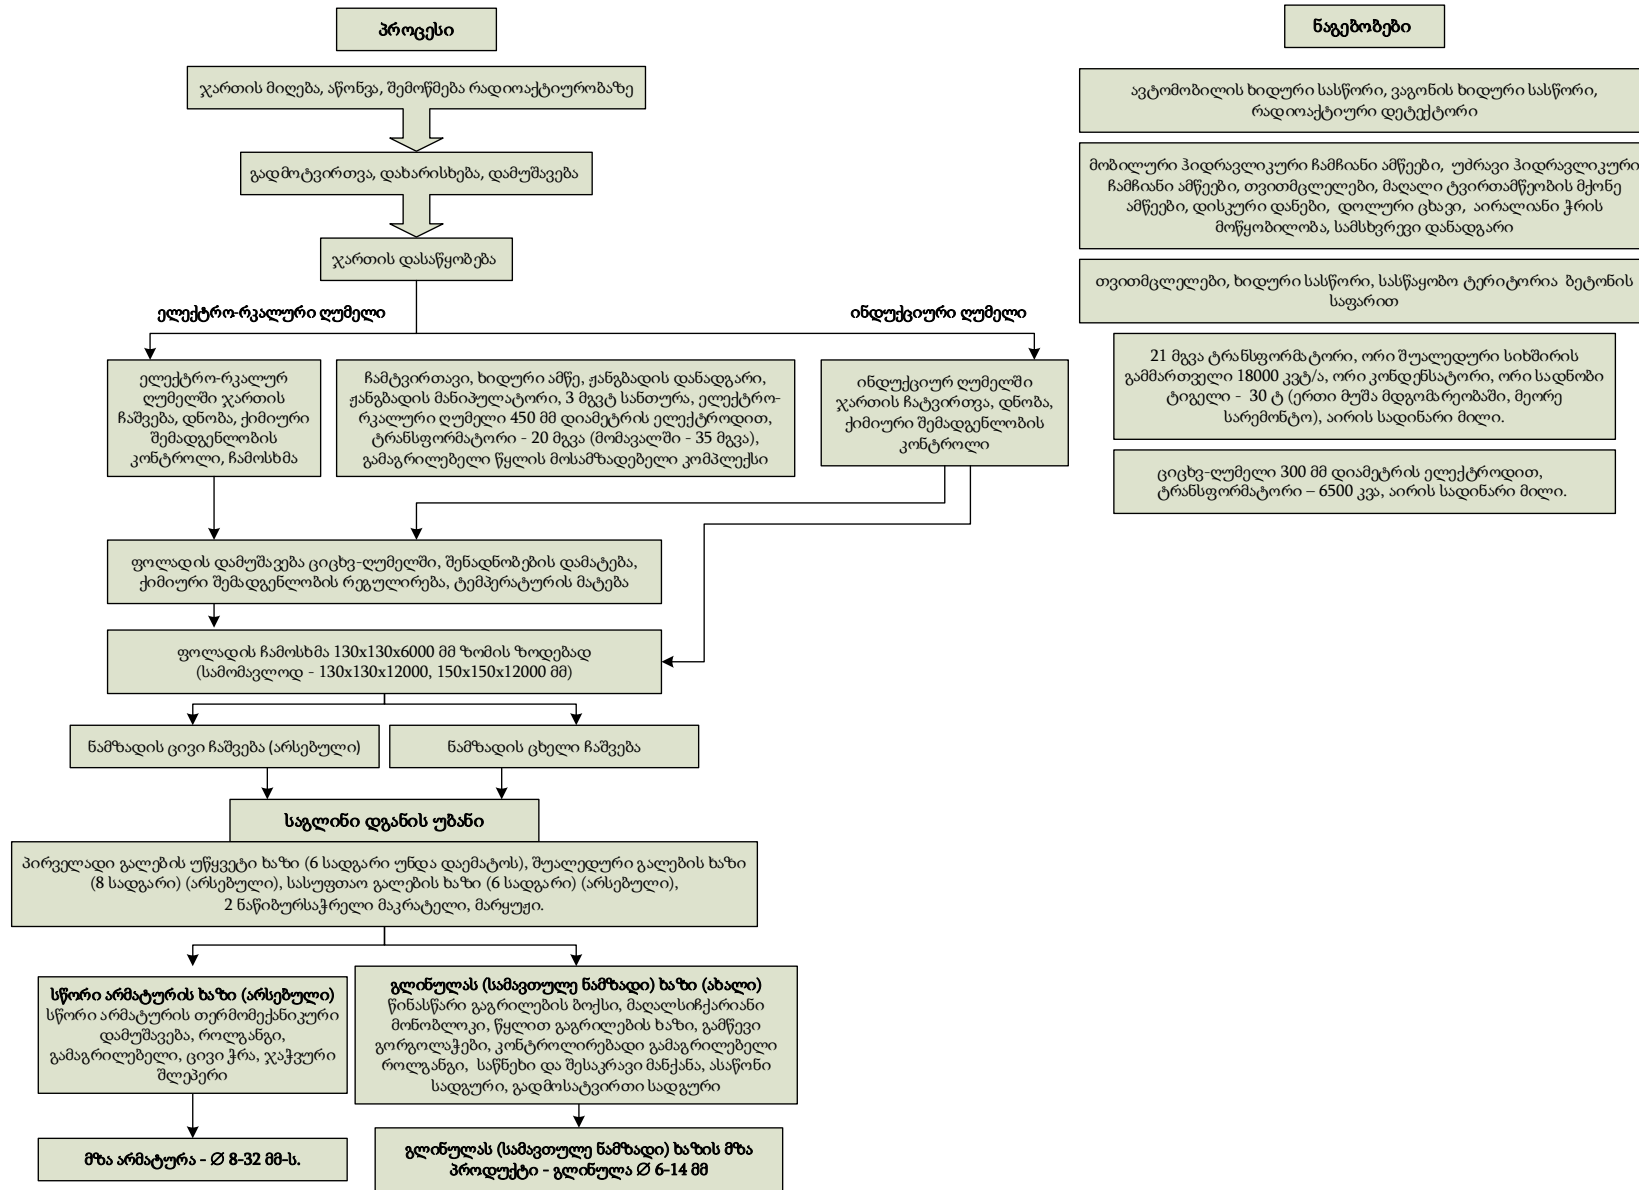 პროცესი
ჯართის მიღება, აწონვა, შემოწმება რადიოაქტიურობაზე
გადმოტვირთვა, დახარისხება, დამუშავება
ჯართის დასაწყობება
ელექტრო-რკალური ღუმელი
ინდუქციური ღუმელი
ელექტრო-რკალურ
ღუმელში ჯართის
ჩაშვება, დნობა, ქიმიური
შემადგენლობის
კონტროლი, ჩამოსხმა
ჩამტვირთავი, ხიდური ამწე, ჟანგბადის დანადგარი,
ჟანგბადის მანიპულატორი, 3 მგვტ სანთურა, ელექტრო-
რკალური ღუმელი 450 მმ დიამეტრის ელექტროდით,
ტრანსფორმატორი - 20 მგვა (მომავალში - 35 მგვა),
გამაგრილებელი წყლის მოსამზადებელი კომპლექსი
ინდუქციურ ღუმელში
ჯართის ჩატვირთვა, დნობა,
ქიმიური შემადგენლობის
კონტროლი
ფოლადის დამუშავება ციცხვ-ღუმელში, შენადნობების დამატება,
ქიმიური შემადგენლობის რეგულირება, ტემპერატურის მატება
ფოლადის ჩამოსხმა 130x130x6000 მმ ზომის ზოდებად
(სამომავლოდ - 130x130x12000, 150x150x12000 მმ)
ნამზადის ცივი ჩაშვება (არსებული)
ნამზადის ცხელი ჩაშვება
საგლინი დგანის უბანი
პირველადი გალების უწყვეტი ხაზი (6 სადგარი უნდა დაემატოს), შუალედური გალების ხაზი
(8 სადგარი) (არსებული), სასუფთაო გალების ხაზი (6 სადგარი) (არსებული),
2 ნაწიბურსაჭრელი მაკრატელი, მარყუჟი.
სწორი არმატურის ხაზი (არსებული)
სწორი არმატურის თერმომექანიკური
დამუშავება, როლგანგი,
გამაგრილებელი, ცივი ჭრა, ჯაჭვური
შლეპერი
გლინულას (სამავთულე ნამზადი) ხაზი (ახალი)
წინასწარი გაგრილების ბოქსი, მაღალსიჩქარიანი
მონობლოკი, წყლით გაგრილების ხაზი, გამწევი
გორგოლაჭები, კონტროლირებადი გამაგრილებელი
როლგანგი, საწნეხი და შესაკრავი მანქანა, ასაწონი
სადგური, გადმოსატვირთი სადგური
მზა არმატურა - Ø 8-32 მმ-ს.
გლინულას (სამავთულე ნამზადი) ხაზის მზა
პროდუქტი - გლინულა Ø 6-14 მმ
ნაგებობები
ავტომობილის ხიდური სასწორი, ვაგონის ხიდური სასწორი,
რადიოაქტიური დეტექტორი
მობილური ჰიდრავლიკური ჩამჩიანი ამწეები, უძრავი ჰიდრავლიკური
ჩამჩიანი ამწეები, თვითმცლელები, მაღალი ტვირთამწეობის მქონე
ამწეები, დისკური დანები, დოლური ცხავი, აირალიანი ჭრის
მოწყობილობა, სამსხვრევი დანადგარი
თვითმცლელები, ხიდური სასწორი, სასწაყობო ტერიტორია ბეტონის
საფარით
21 მგვა ტრანსფორმატორი, ორი შუალედური სიხშირის
გამმართველი 18000 კვტ/ა, ორი კონდენსატორი, ორი სადნობი
ტიგელი - 30 ტ (ერთი მუშა მდგომარეობაში, მეორე
სარემონტო), აირის სადინარი მილი.
ციცხვ-ღუმელი 300 მმ დიამეტრის ელექტროდით,
ტრანსფორმატორი – 6500 კვა, აირის სადინარი მილი.